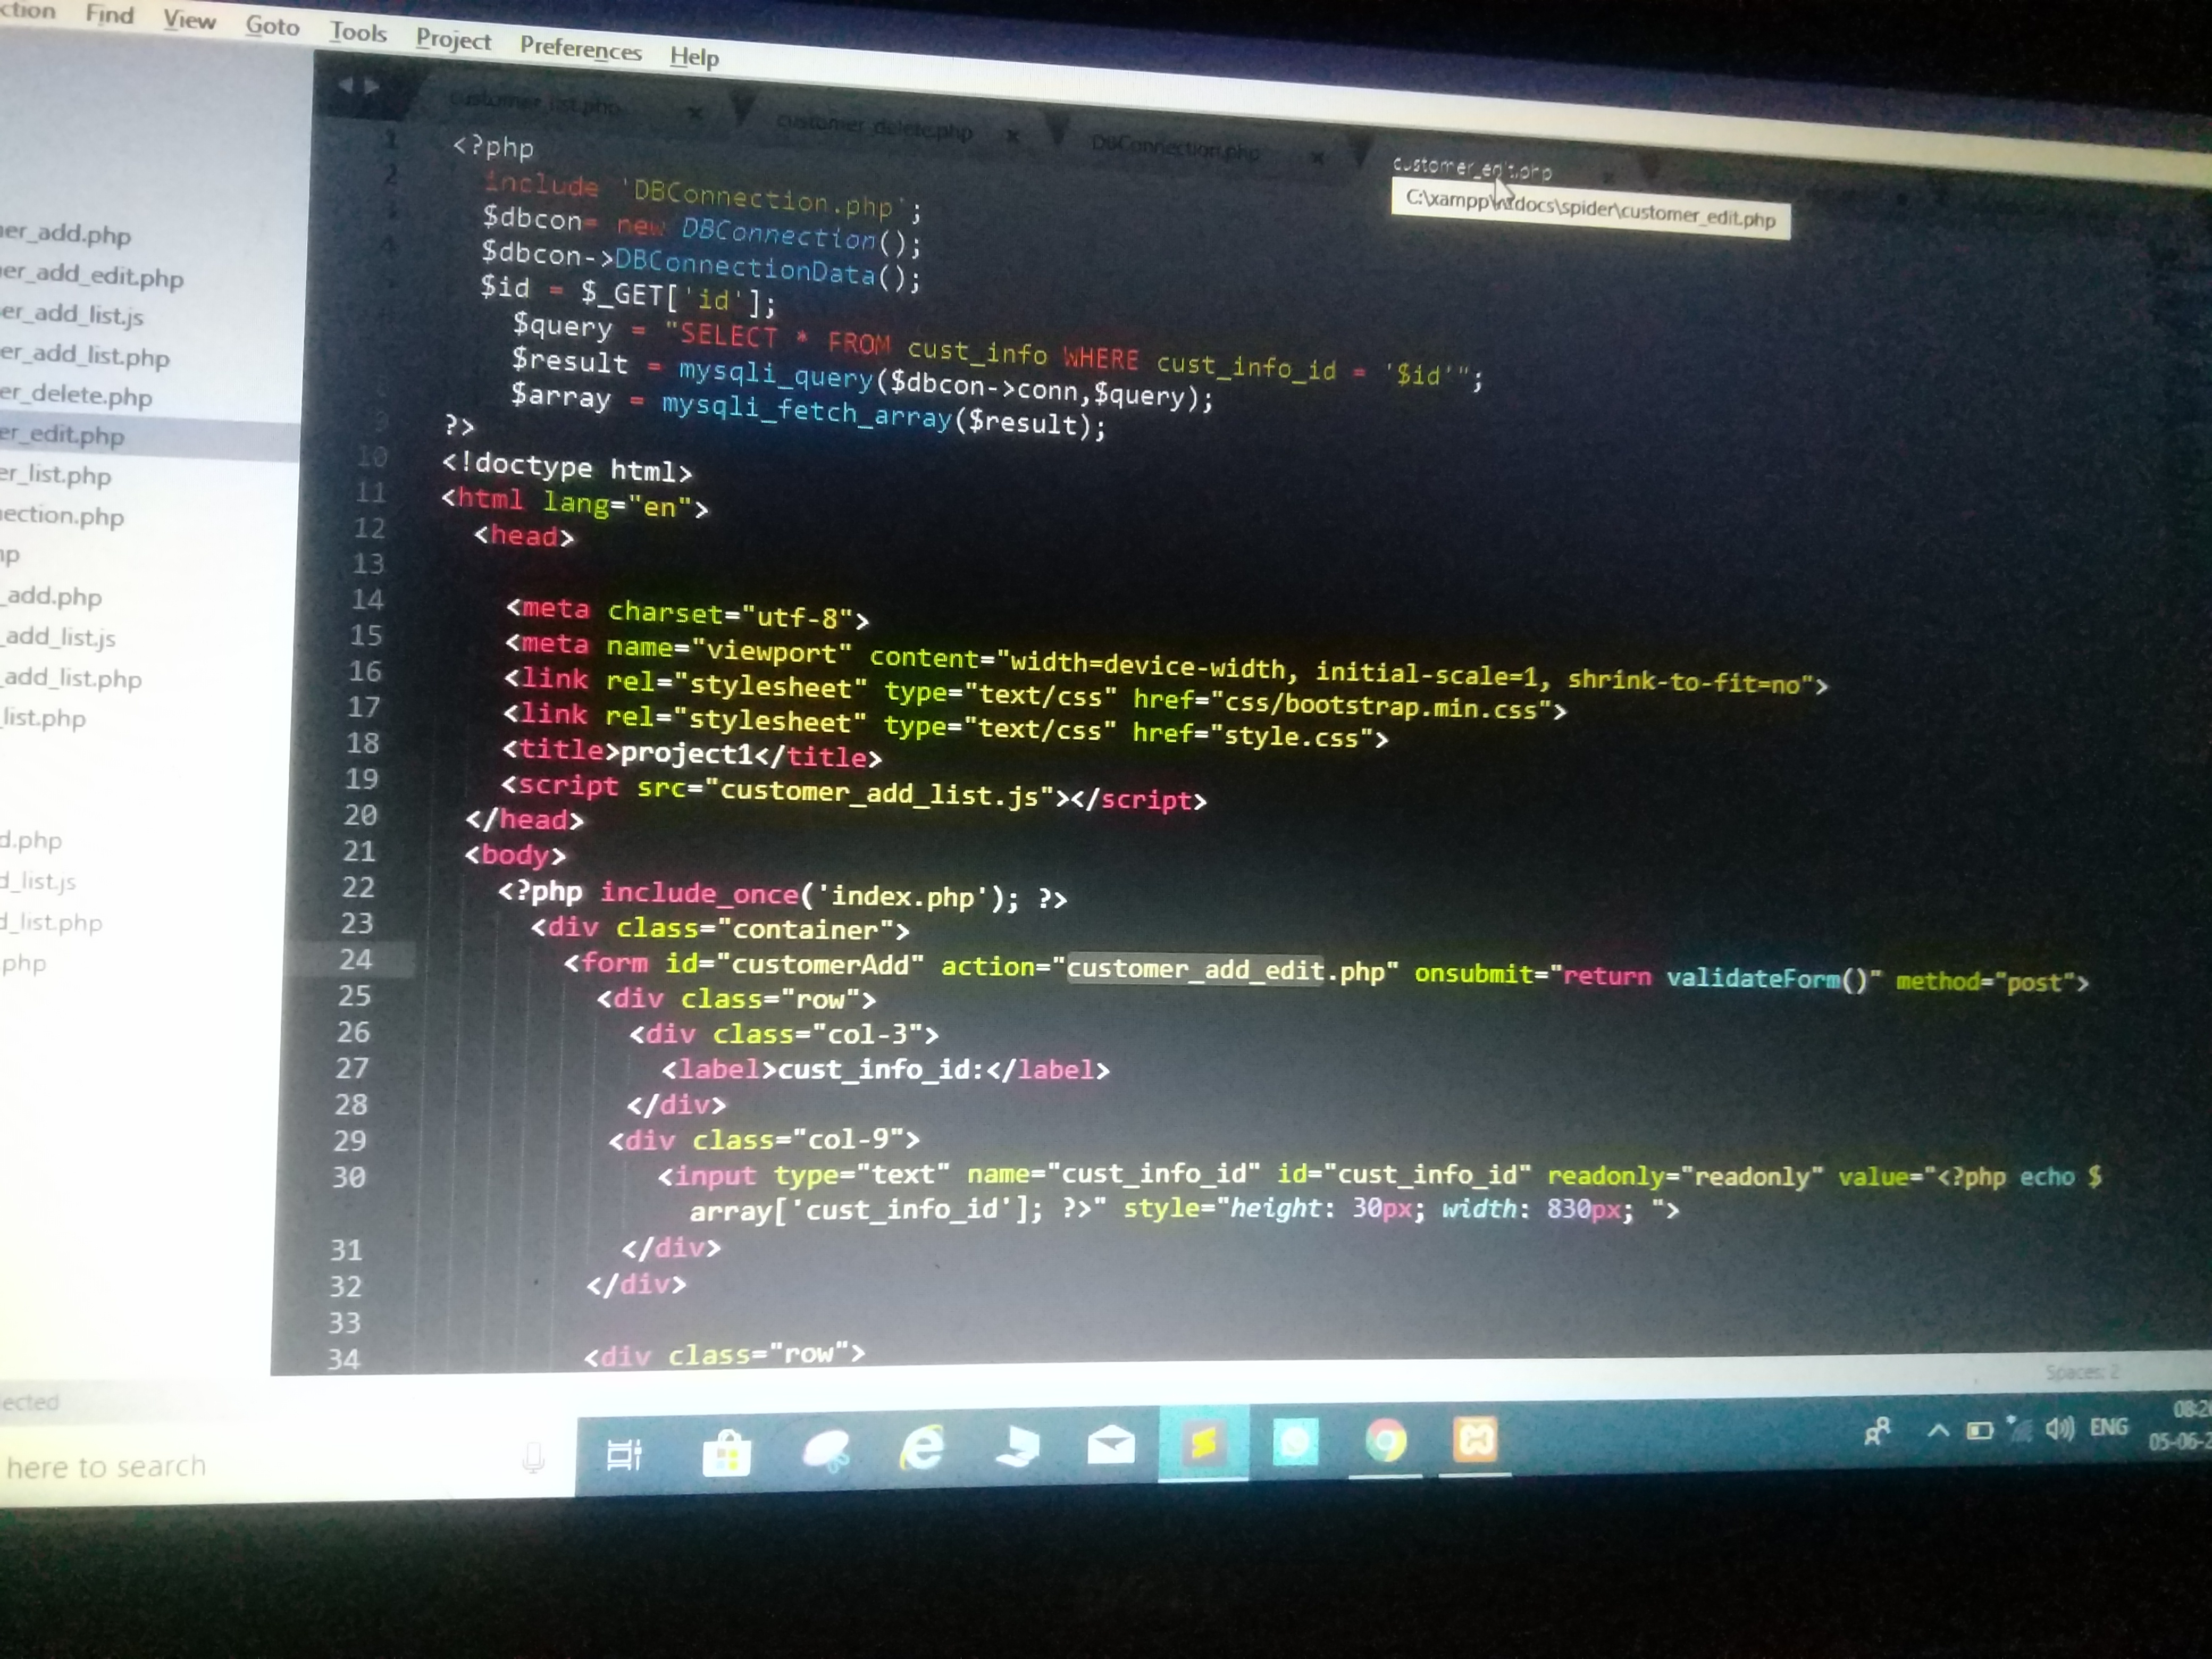 ction Find View Goto Tools Project Preferences Help
customer_list.php × customer_delete.php × DBConnection.php × customer_edit.php
C:\xampp\htdocs\spider\customer_edit.php
er_add.php
er_add_edit.php
er_add_list.js
er_add_list.php
er_delete.php
er_edit.php
er_list.php
ection.php
p
_add.php
_add_list.js
_add_list.php
list.php
d.php
d_list.js
d_list.php
php
1 <?php
2 include 'DBConnection.php';
3 $dbcon= new DBConnection();
4 $dbcon->DBConnectionData();
$id = $_GET['id'];
$query = "SELECT * FROM cust_info WHERE cust_info_id = '$id'";
$result = mysqli_query($dbcon->conn,$query);
8 $array = mysqli_fetch_array($result);
9 ?>
10 <!doctype html>
11 <html lang="en">
12 <head>
13
14 <meta charset="utf-8">
15 <meta name="viewport" content="width=device-width, initial-scale=1, shrink-to-fit=no">
16 <link rel="stylesheet" type="text/css" href="css/bootstrap.min.css">
17 <link rel="stylesheet" type="text/css" href="style.css">
18 <title>project1</title>
19 <script src="customer_add_list.js"></script>
20 </head>
21 <body>
22 <?php include_once('index.php'); ?>
23 <div class="container">
24 <form id="customerAdd" action="customer_add_edit.php" onsubmit="return validateForm()" method="post">
25 <div class="row">
26 <div class="col-3">
27 <label>cust_info_id:</label>
28 </div>
29 <div class="col-9">
30 <input type="text" name="cust_info_id" id="cust_info_id" readonly="readonly" value="<?php echo $
array['cust_info_id']; ?>" style="height: 30px; width: 830px; ">
31 </div>
32 </div>
33
34 <div class="row">
ected
Spaces: 2
here to search
ENG
08:2
05-06-2